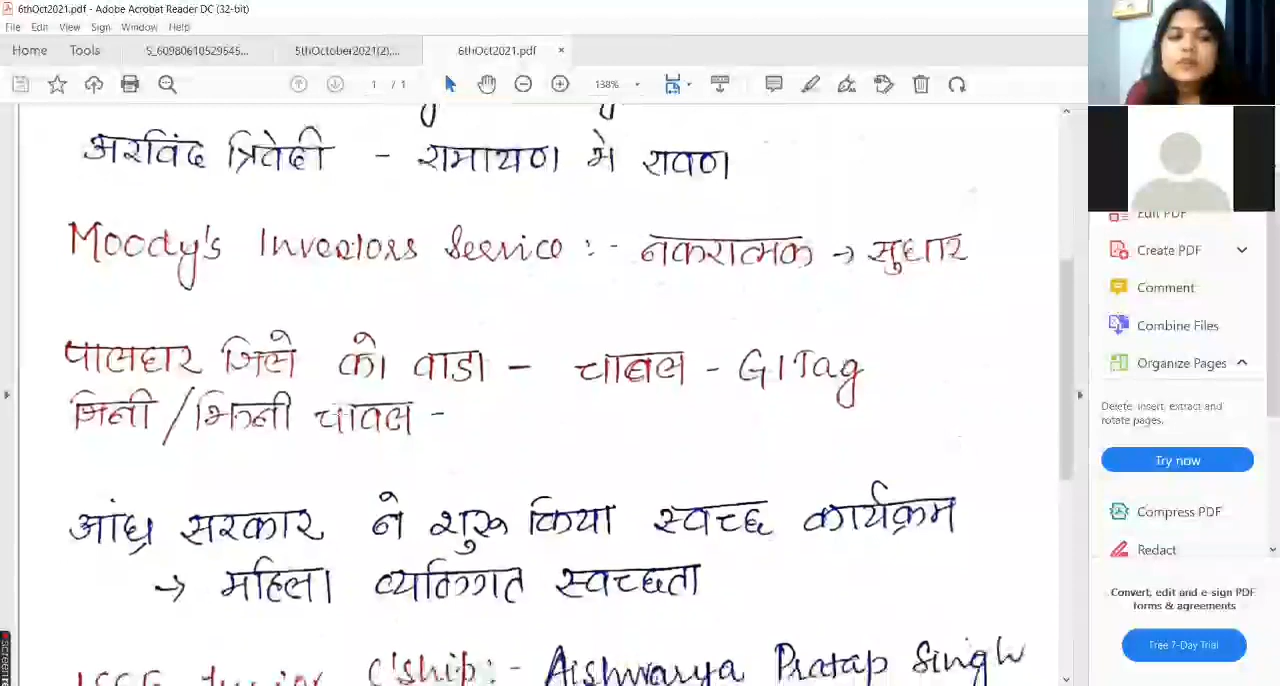 6thOct2021.pdf - Adobe Acrobat Reader DC (32-bit)
File Edit View Sign Window Help
Home Tools S_60980610529545... 5thOctober2021(2),... 6thOct2021.pdf ×
1 / 1 138%
अरविंद त्रिवेदी - रामायण मे रावण
Moody's Invesors Service :- नकरात्मक → सुधार
पालघार जिले को वाडा - चावल - GI Tag
जिनी / झिनी चावल -
आंध्र सरकार ने शुरू किया स्वच्छ कार्यक्रम
→ महिला व्यक्तिगत स्वच्छता
C'ship :- Aishwarya Pratap Singh
Edit PDF
Create PDF
Comment
Combine Files
Organize Pages
Delete, insert, extract and
rotate pages.
Try now
Compress PDF
Redact
Convert, edit and e-sign PDF
forms & agreements
Free 7-Day Trial